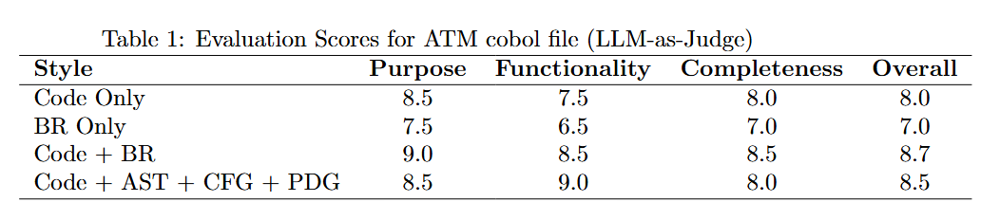 Table 1: Evaluation Scores for ATM cobol file (LLM-as-Judge)
Style Purpose Functionality Completeness Overall
Code Only 8.5 7.5 8.0 8.0
BR Only 7.5 6.5 7.0 7.0
Code + BR 9.0 8.5 8.5 8.7
Code + AST + CFG + PDG 8.5 9.0 8.0 8.5